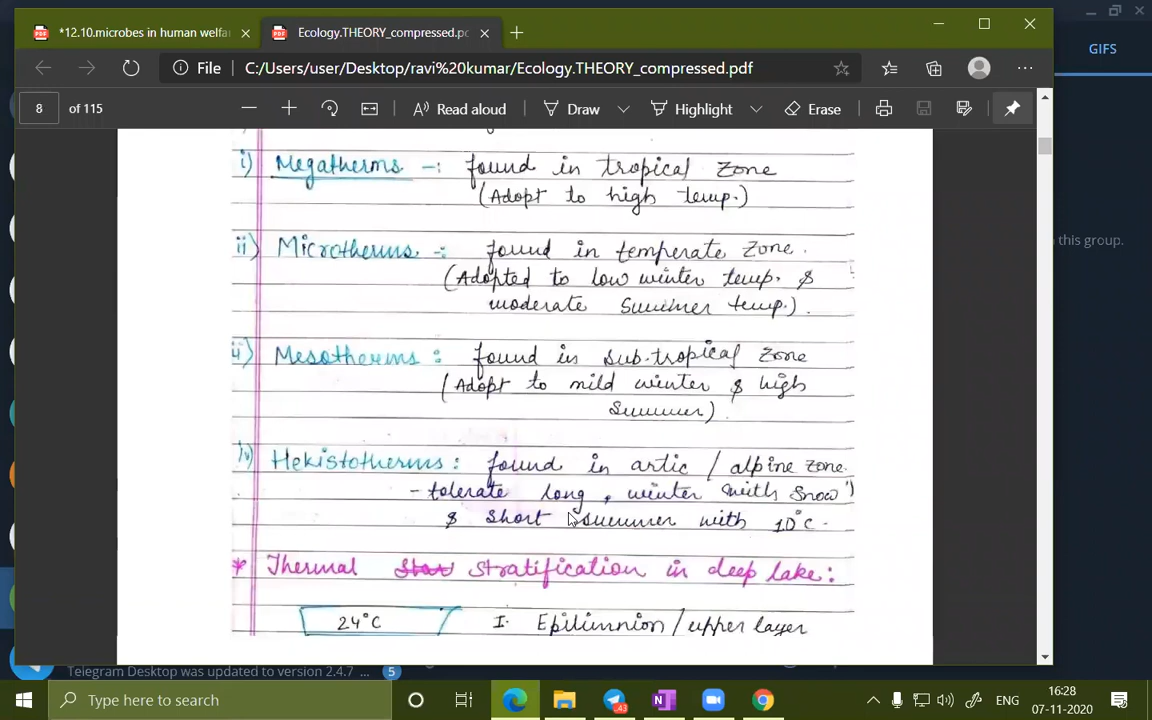 GIFS
*12.10.microbes in human welfa
Ecology.THEORY_compressed.pc
File
C:/Users/user/Desktop/ravi%20kumar/Ecology.THEORY_compressed.pdf
8 of 115
Read aloud
Draw
Highlight
Erase
i) Megatherms -: found in tropical Zone
(Adopt to high temp.)
ii) Microtherms -: found in temperate Zone.
(Adopted to low winter temp. &
moderate Summer temp.)
ii) Mesotherms : found in sub-tropical Zone
(Adopt to mild winter & high
Summer)
iv) Hekistotherms : found in artic / alpine zone.
- tolerate long, winter (with Snow)
& Short summer with 10°C.
* Thermal stratification in deep lake:
24°C I. Epilimnion/upper layer
n this group.
Telegram Desktop was updated to version 2.4.7
5
Type here to search
43
ENG
16:28
07-11-2020